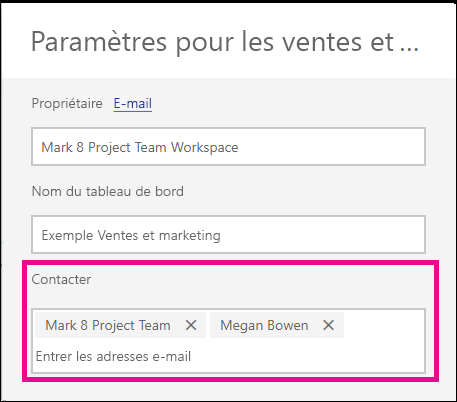 Paramètres pour les ventes et ...
Propriétaire E-mail
Mark 8 Project Team Workspace
Nom du tableau de bord
Exemple Ventes et marketing
Contacter
Mark 8 Project Team × Megan Bowen ×
Entrer les adresses e-mail